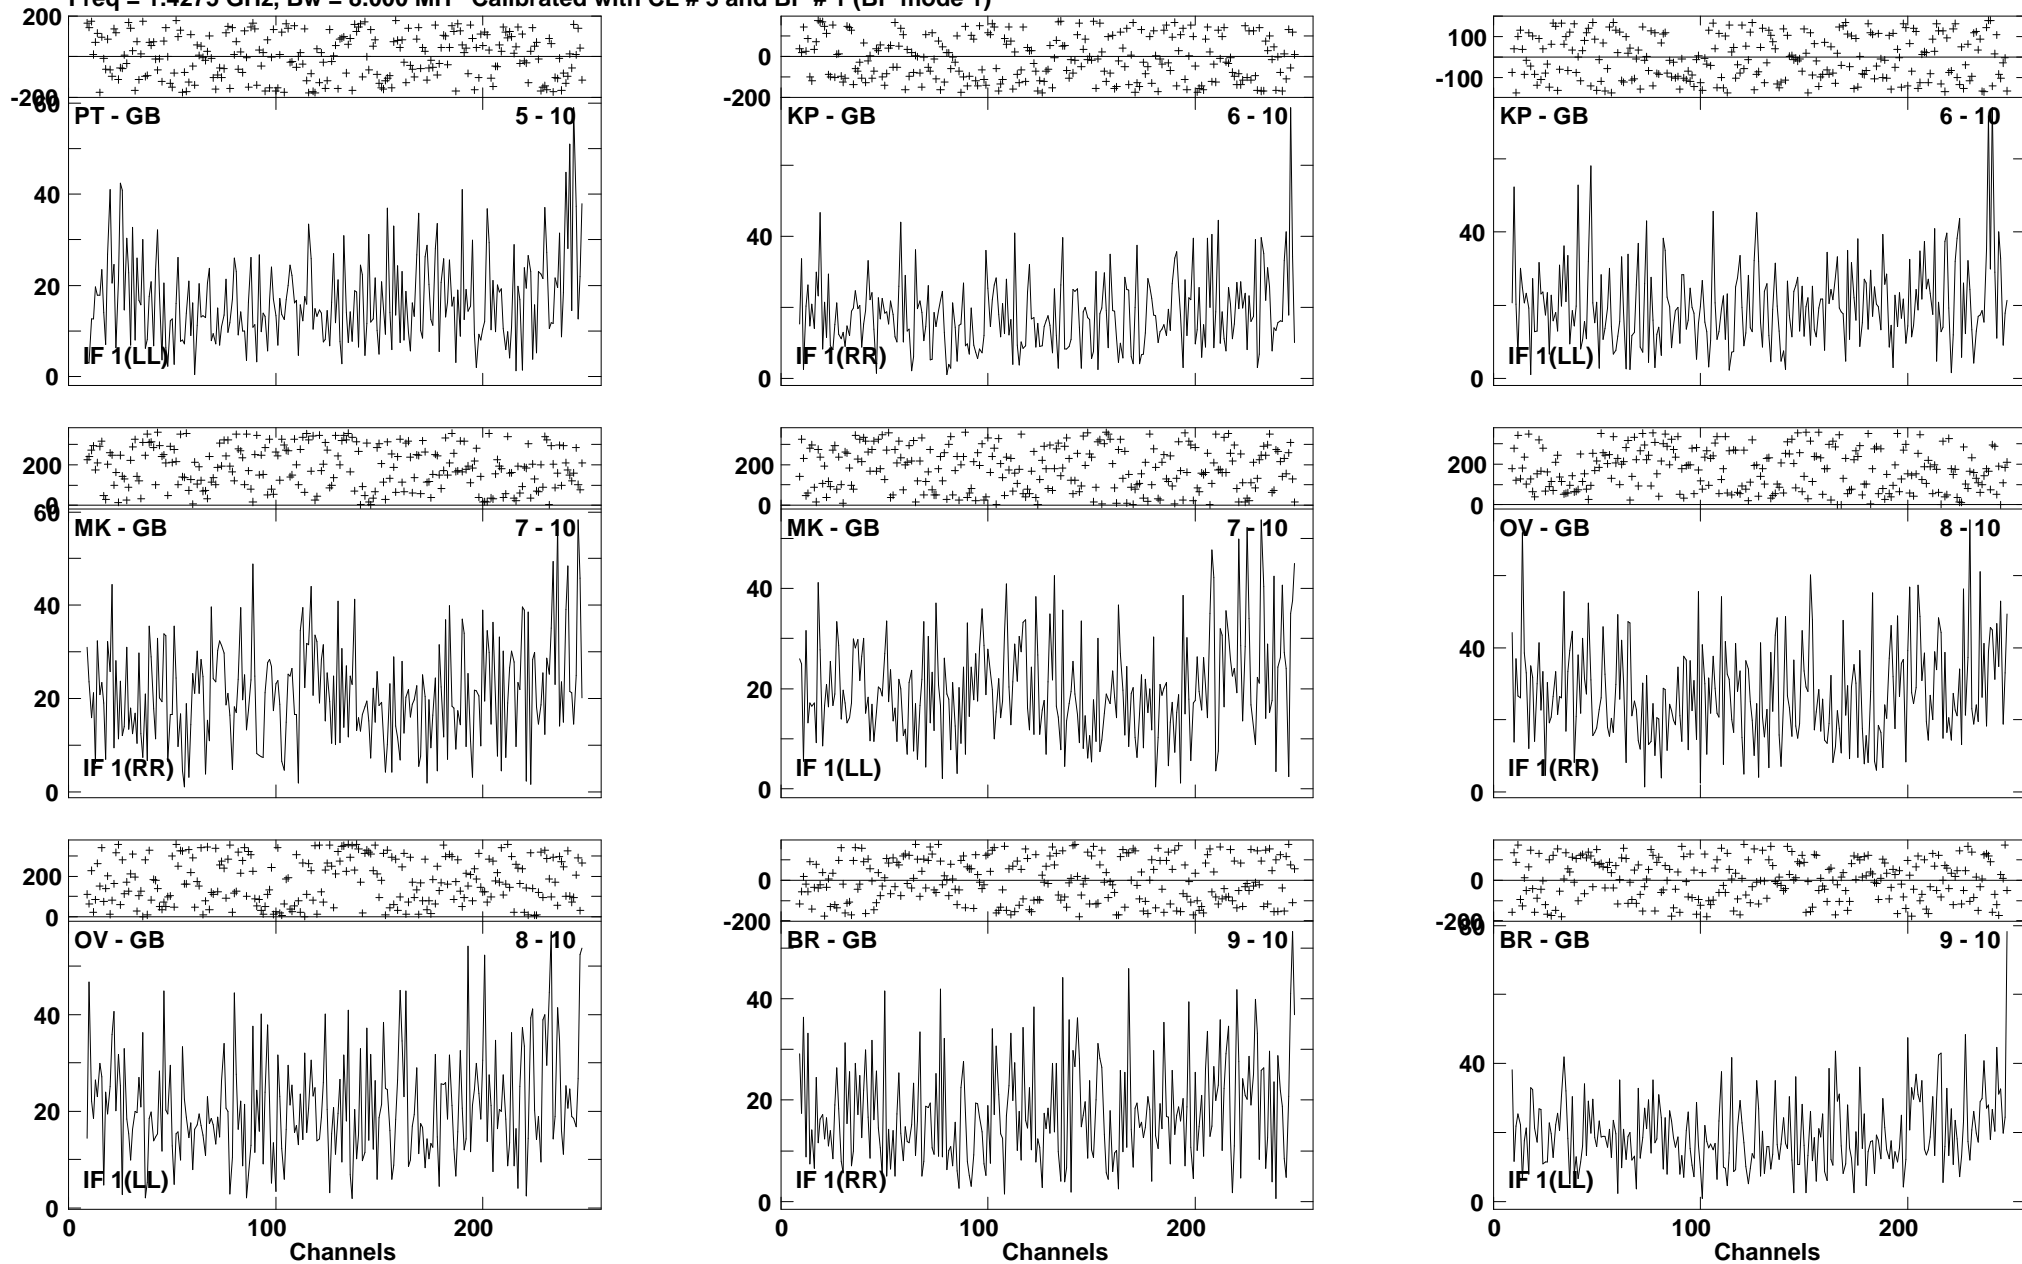 Freq = 1.4275 GHz, Bw = 8.000 MH Calibrated with CL # 3 and BP # 1 (BP mode 1)
200
-200
0
-200
100
-100
60
40
20
0
PT - GB 5 - 10
IF 1(LL)
40
20
0
KP - GB 6 - 10
IF 1(RR)
40
0
KP - GB 6 - 10
IF 1(LL)
200
0
200
0
200
0
60
40
20
0
MK - GB 7 - 10
IF 1(RR)
40
20
0
MK - GB 7 - 10
IF 1(LL)
40
0
OV - GB 8 - 10
IF 1(RR)
200
0
0
-200
0
-200
40
20
0
OV - GB 8 - 10
IF 1(LL)
40
20
0
BR - GB 9 - 10
IF 1(RR)
80
40
0
BR - GB 9 - 10
IF 1(LL)
0 100 200
0 100 200
0 100 200
Channels
Channels